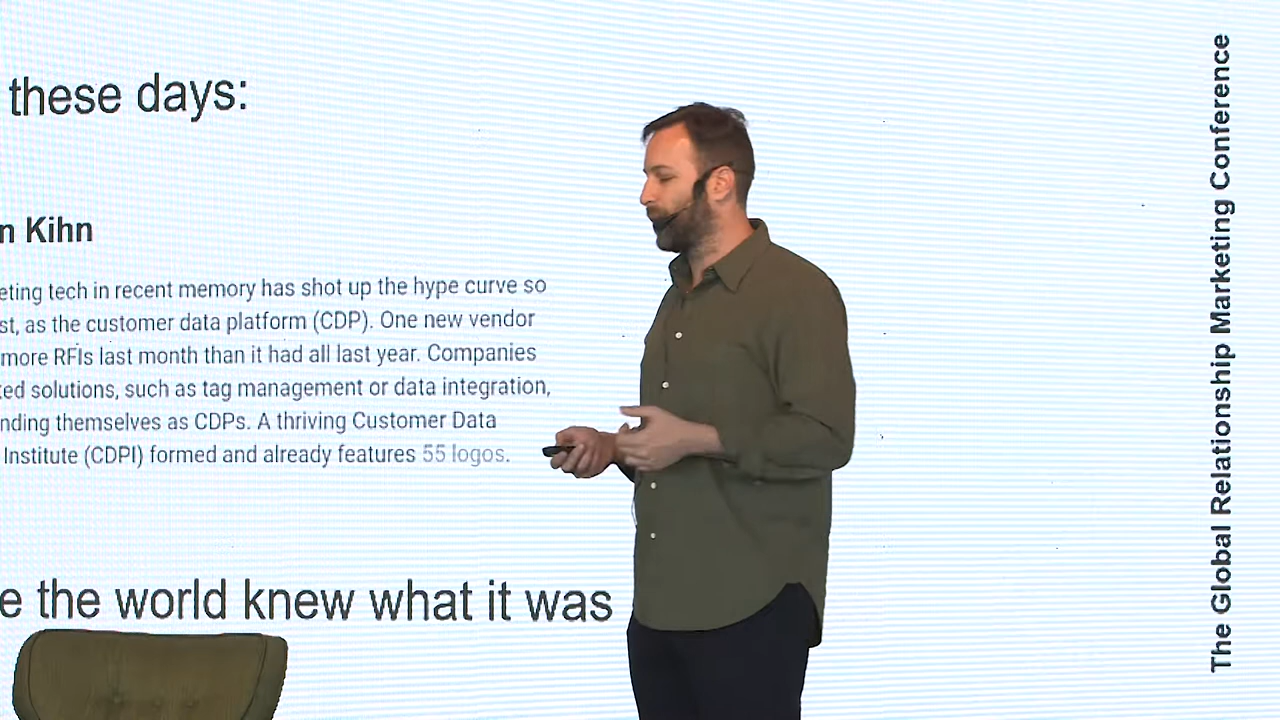 these days:
n Kihn
eting tech in recent memory has shot up the hype curve so
st, as the customer data platform (CDP). One new vendor
more RFIs last month than it had all last year. Companies
ed solutions, such as tag management or data integration,
nding themselves as CDPs. A thriving Customer Data
Institute (CDPI) formed and already features 55 logos.
e the world knew what it was
The Global Relationship Marketing Conference